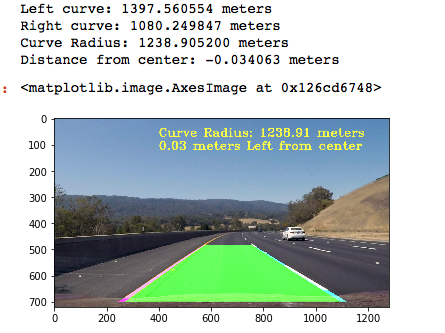 Left curve: 1397.560554 meters
Right curve: 1080.249847 meters
Curve Radius: 1238.905200 meters
Distance from center: -0.034063 meters
: <matplotlib.image.AxesImage at 0x126cd6748>
Curve Radius: 1238.91 meters
0.03 meters Left from center
0
100
200
300
400
500
600
700
0 200 400 600 800 1000 1200